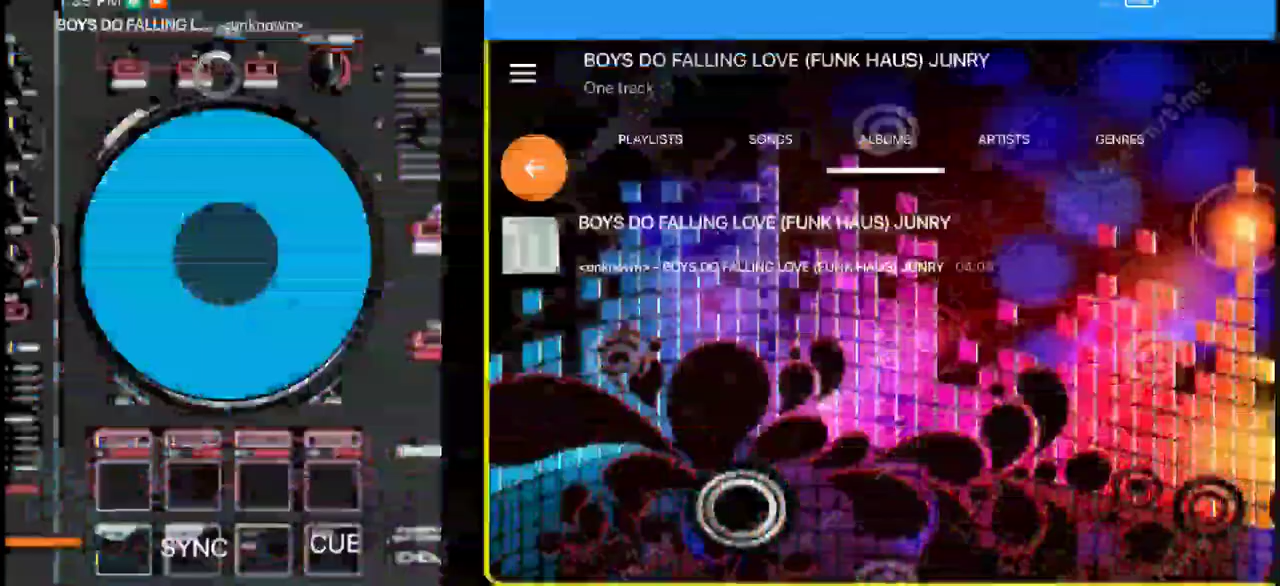 BOYS DO FALLING L... <unknown>
SYNC
CUE
BOYS DO FALLING LOVE (FUNK HAUS) JUNRY
One track
PLAYLISTS SONGS ALBUMS ARTISTS GENRES
BOYS DO FALLING LOVE (FUNK HAUS) JUNRY
<unknown> - BOYS DO FALLING LOVE (FUNK HAUS) JUNRY